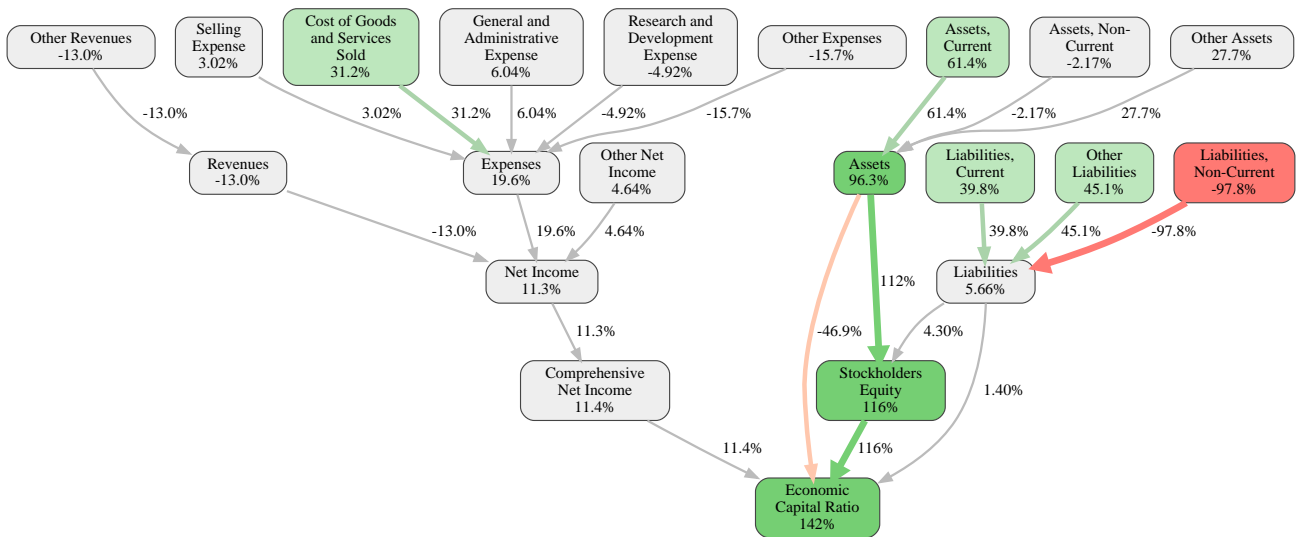 Other Revenues
-13.0%
Selling
Expense
3.02%
Cost of Goods
and Services
Sold
31.2%
General and
Administrative
Expense
6.04%
Research and
Development
Expense
-4.92%
Other Expenses
-15.7%
Assets,
Current
61.4%
Assets, Non-
Current
-2.17%
Other Assets
27.7%
-13.0%
3.02%
31.2%
6.04%
-4.92%
-15.7%
61.4%
-2.17%
27.7%
Revenues
-13.0%
Expenses
19.6%
Other Net
Income
4.64%
Assets
96.3%
Liabilities,
Current
39.8%
Other
Liabilities
45.1%
Liabilities,
Non-Current
-97.8%
-13.0%
19.6%
4.64%
39.8%
45.1%
-97.8%
Net Income
11.3%
112%
Liabilities
5.66%
11.3%
-46.9%
4.30%
Comprehensive
Net Income
11.4%
Stockholders
Equity
116%
1.40%
11.4%
116%
Economic
Capital Ratio
142%